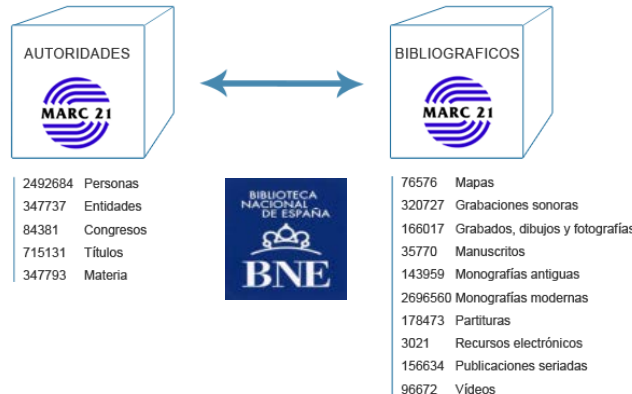 AUTORIDADES
MARC 21
2492684 Personas
347737 Entidades
84381 Congresos
715131 Títulos
347793 Materia
BIBLIOTECA
NACIONAL
DE ESPAÑA
BNE
BIBLIOGRAFICOS
MARC 21
76576 Mapas
320727 Grabaciones sonoras
166017 Grabados, dibujos y fotografías
35770 Manuscritos
143959 Monografías antiguas
2696560 Monografías modernas
178473 Partituras
3021 Recursos electrónicos
156634 Publicaciones seriadas
96672 Vídeos